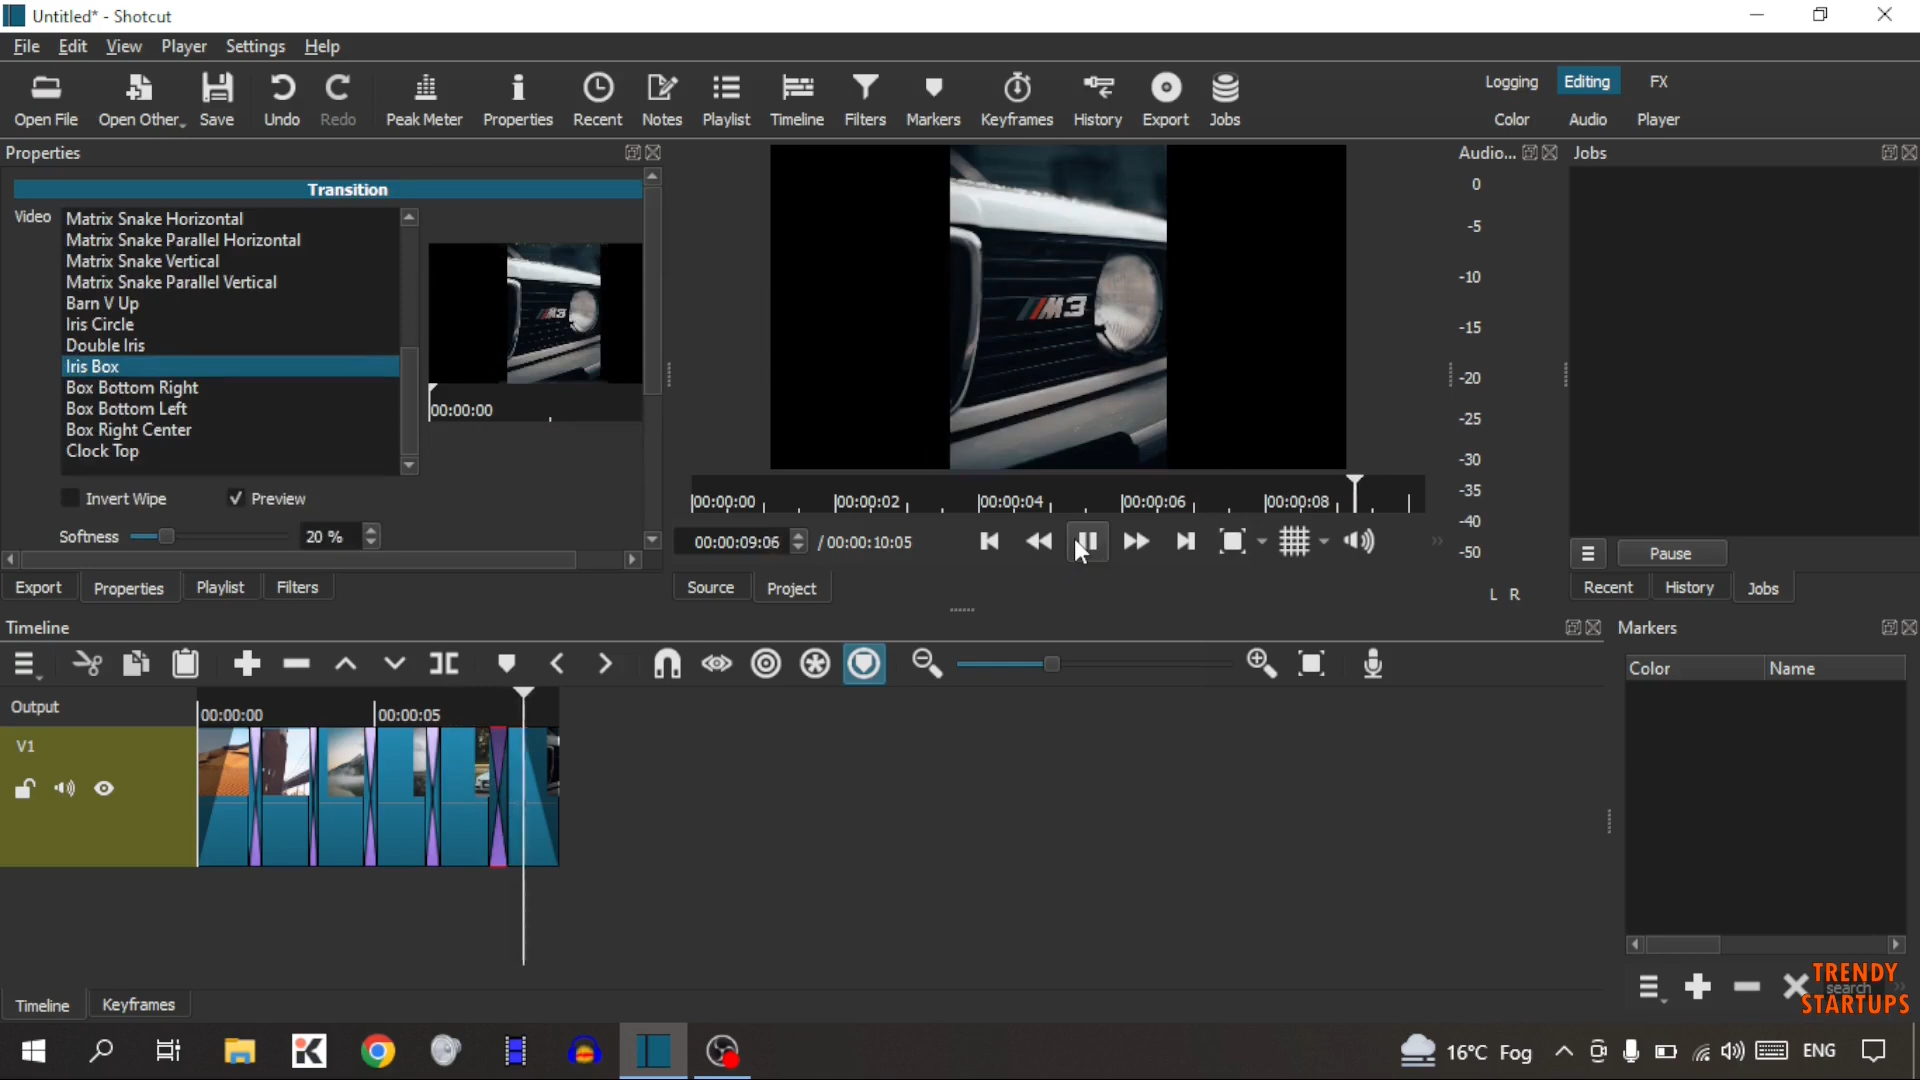 Untitled* - Shotcut
File Edit View Player Settings Help
Open File Open Other Save Undo Redo Peak Meter Properties Recent Notes Playlist Timeline Filters Markers Keyframes History Export Jobs
Logging Editing FX
Color Audio Player
Properties
Transition
Video
Matrix Snake Horizontal
Matrix Snake Parallel Horizontal
Matrix Snake Vertical
Matrix Snake Parallel Vertical
Barn V Up
Iris Circle
Double Iris
Iris Box
Box Bottom Right
Box Bottom Left
Box Right Center
Clock Top
M3
00:00:00
Invert Wipe Preview
Softness 20 %
Export Properties Playlist Filters
M3
00:00:00 00:00:02 00:00:04 00:00:06 00:00:08
00:00:09:06 / 00:00:10:05
Source Project
Audio...
0
-5
-10
-15
-20
-25
-30
-35
-40
-50
L R
Jobs
Pause
Recent History Jobs
Timeline
Output
00:00:00 00:00:05
V1
Timeline Keyframes
Markers
Color Name
search
TRENDY
STARTUPS
16°C Fog
ENG